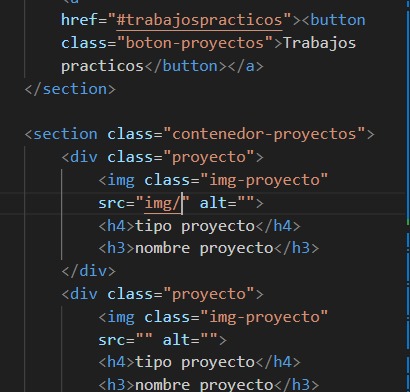 <a
href="#trabajospracticos"><button
class="boton-proyectos">Trabajos
practicos</button></a>
</section>
<section class="contenedor-proyectos">
<div class="proyecto">
<img class="img-proyecto"
src="img/" alt="">
<h4>tipo proyecto</h4>
<h3>nombre proyecto</h3>
</div>
<div class="proyecto">
<img class="img-proyecto"
src="" alt="">
<h4>tipo proyecto</h4>
<h3>nombre proyecto</h3>